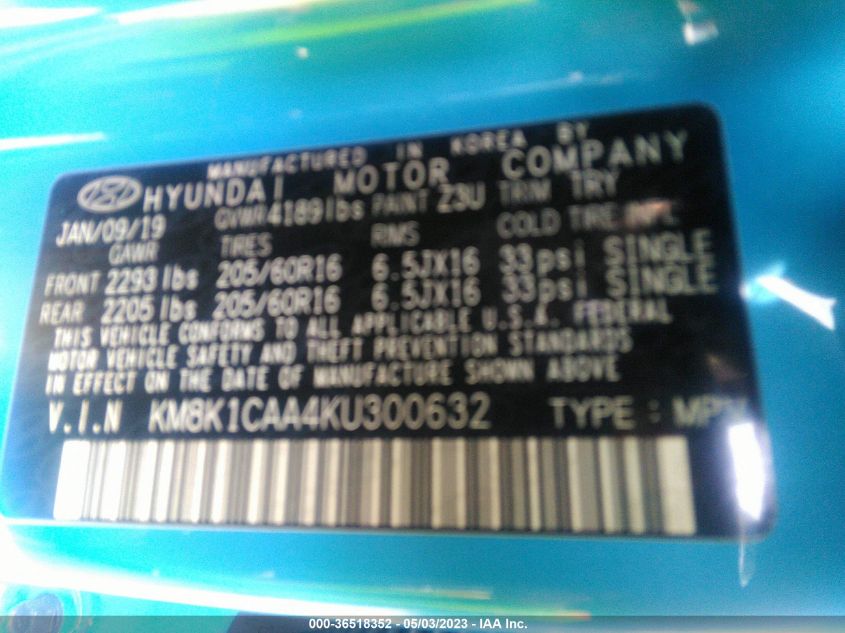 MANUFACTURED IN KOREA BY
HYUNDAI MOTOR COMPANY
JAN/09/19 GVWR 4189 lbs PAINT Z3U TRIM TRY
GAWR TIRES RIMS COLD TIRE INFL
FRONT 2293 lbs 205/60R16 6.5JX16 33psi SINGLE
REAR 2205 lbs 205/60R16 6.5JX16 33psi SINGLE
THIS VEHICLE CONFORMS TO ALL APPLICABLE U.S.A. FEDERAL
MOTOR VEHICLE SAFETY AND THEFT PREVENTION STANDARDS
IN EFFECT ON THE DATE OF MANUFACTURE SHOWN ABOVE
V.I.N KM8K1CAA4KU300632 TYPE : MPV
000-36518352 - 05/03/2023 - IAA Inc.